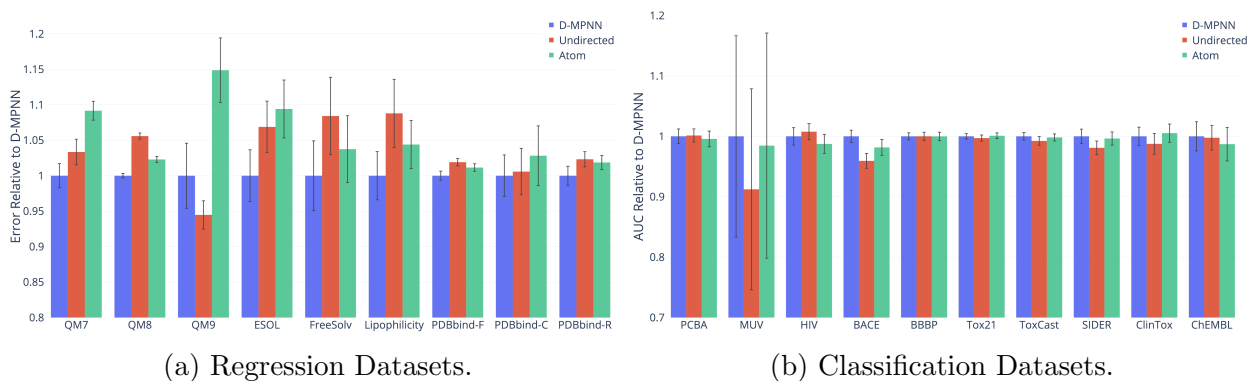 D-MPNN
Undirected
Atom
Error Relative to D-MPNN
1.2
1.15
1.1
1.05
1
0.95
0.9
0.85
0.8
QM7 QM8 QM9 ESOL FreeSolv Lipophilicity PDBbind-F PDBbind-C PDBbind-R
(a) Regression Datasets.
D-MPNN
Undirected
Atom
AUC Relative to D-MPNN
1.2
1.1
1
0.9
0.8
0.7
PCBA MUV HIV BACE BBBP Tox21 ToxCast SIDER ClinTox ChEMBL
(b) Classification Datasets.